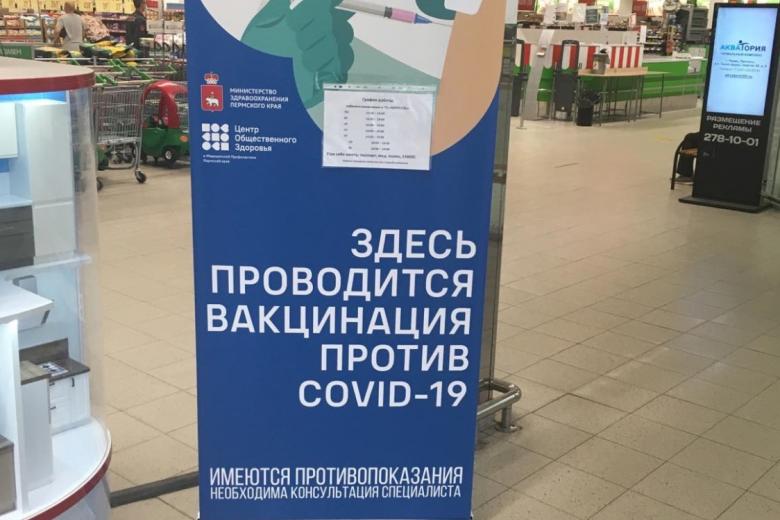 МИНИСТЕРСТВО
ЗДРАВООХРАНЕНИЯ
ПЕРМСКОГО КРАЯ
Центр
Общественного
Здоровья
График работы
ЗДЕСЬ
ПРОВОДИТСЯ
ВАКЦИНАЦИЯ
ПРОТИВ
COVID-19
ИМЕЮТСЯ ПРОТИВОПОКАЗАНИЯ
НЕОБХОДИМА КОНСУЛЬТАЦИЯ СПЕЦИАЛИСТА
АКВАТОРИЯ
РАЗМЕЩЕНИЕ
РЕКЛАМЫ
278-10-01